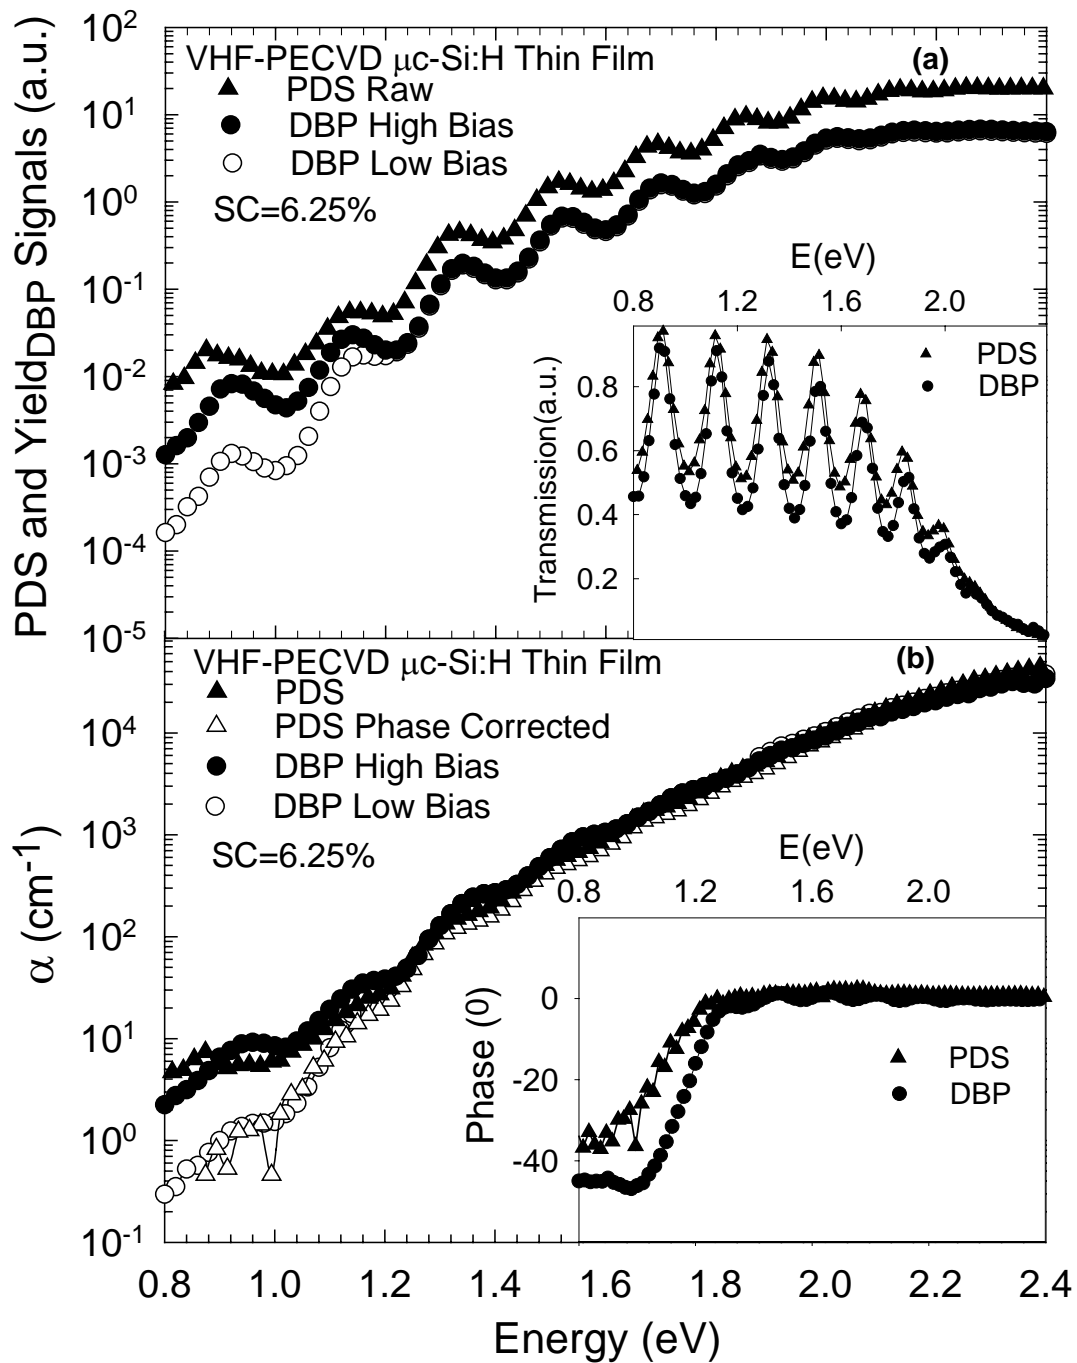 PDS and Yield_DBP Signals (a.u.)
10^2
10^1
10^0
10^-1
10^-2
10^-3
10^-4
10^-5
VHF-PECVD μc-Si:H Thin Film
(a)
PDS Raw
DBP High Bias
DBP Low Bias
SC=6.25%
E(eV)
0.8 1.2 1.6 2.0
Transmission(a.u.)
0.8
0.6
0.4
0.2
PDS
DBP
α (cm^-1)
10^4
10^3
10^2
10^1
10^0
10^-1
VHF-PECVD μc-Si:H Thin Film
(b)
PDS
PDS Phase Corrected
DBP High Bias
DBP Low Bias
SC=6.25%
E(eV)
0.8 1.2 1.6 2.0
Phase (0)
0
-20
-40
PDS
DBP
0.8 1.0 1.2 1.4 1.6 1.8 2.0 2.2 2.4
Energy (eV)